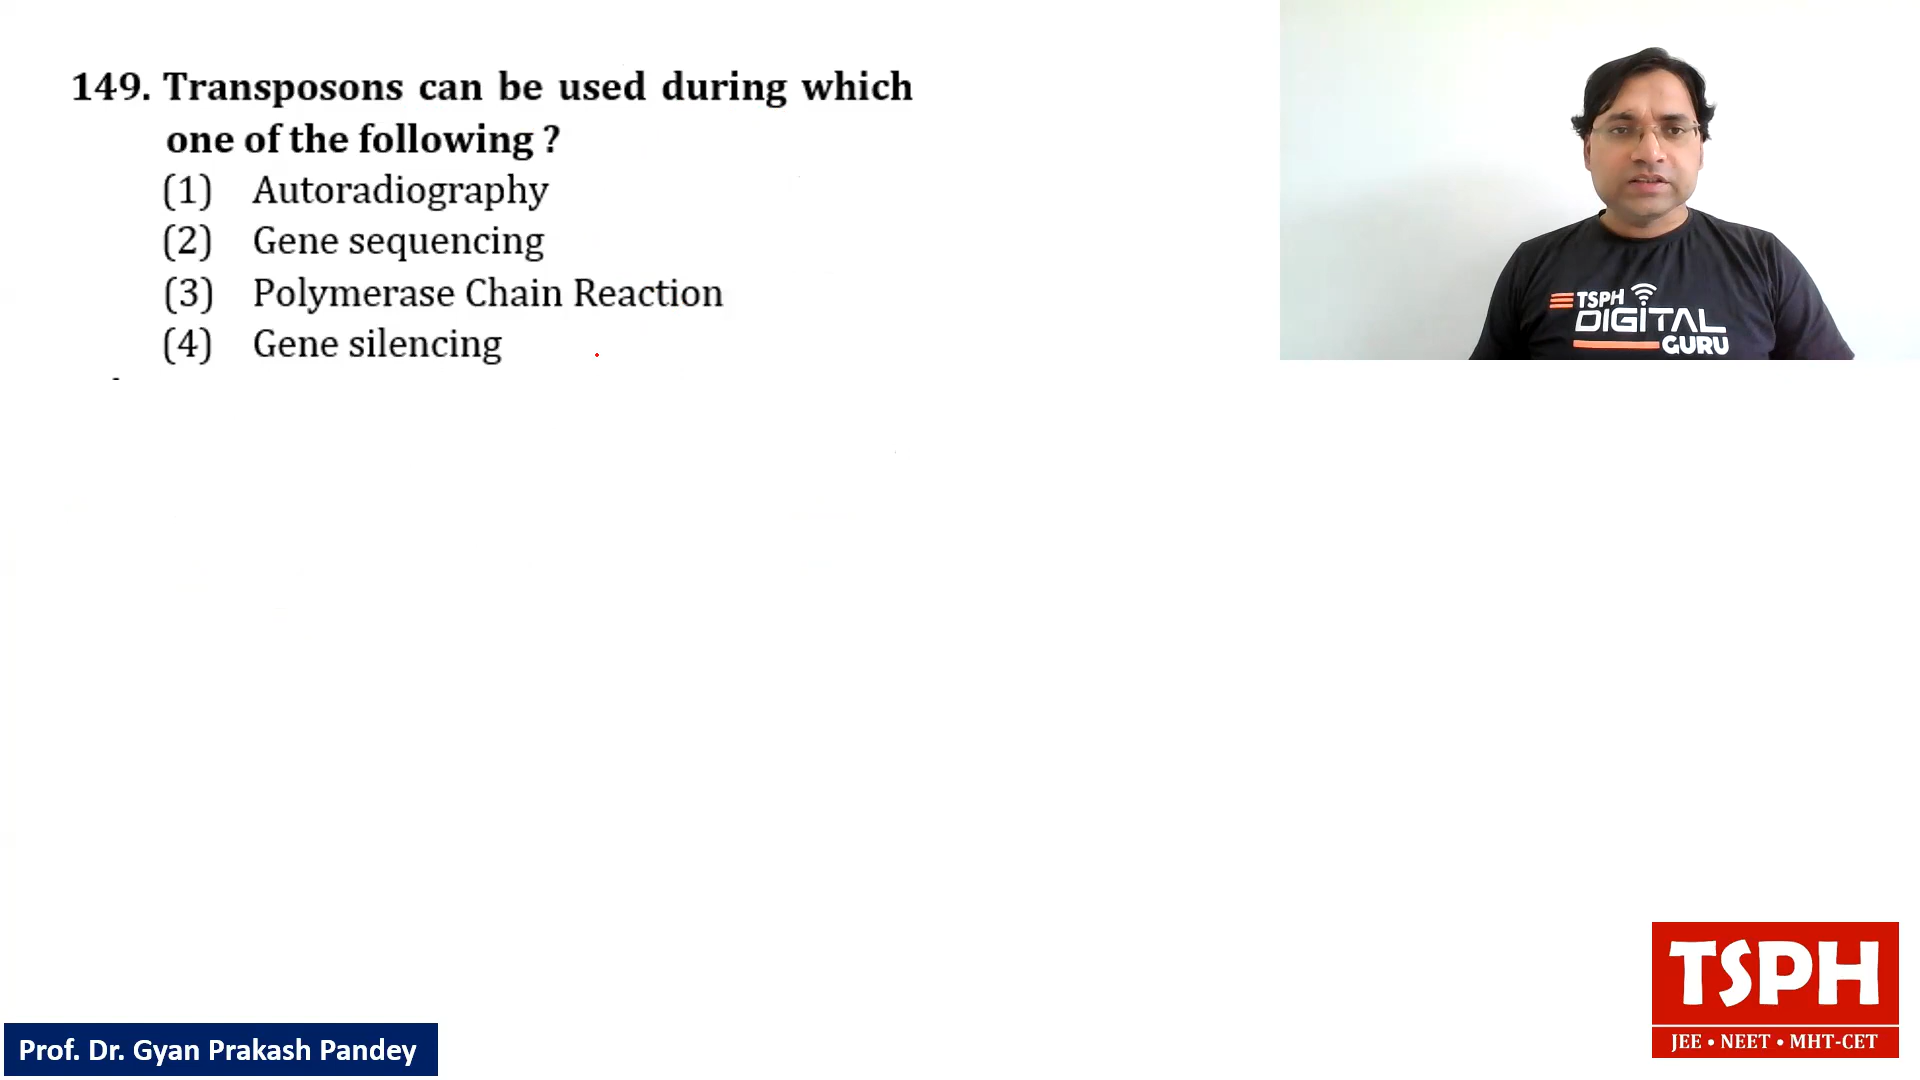 149. Transposons can be used during which
one of the following ?
(1) Autoradiography
(2) Gene sequencing
(3) Polymerase Chain Reaction
(4) Gene silencing
TSPH
DIGITAL
GURU
TSPH
JEE • NEET • MHT-CET
Prof. Dr. Gyan Prakash Pandey